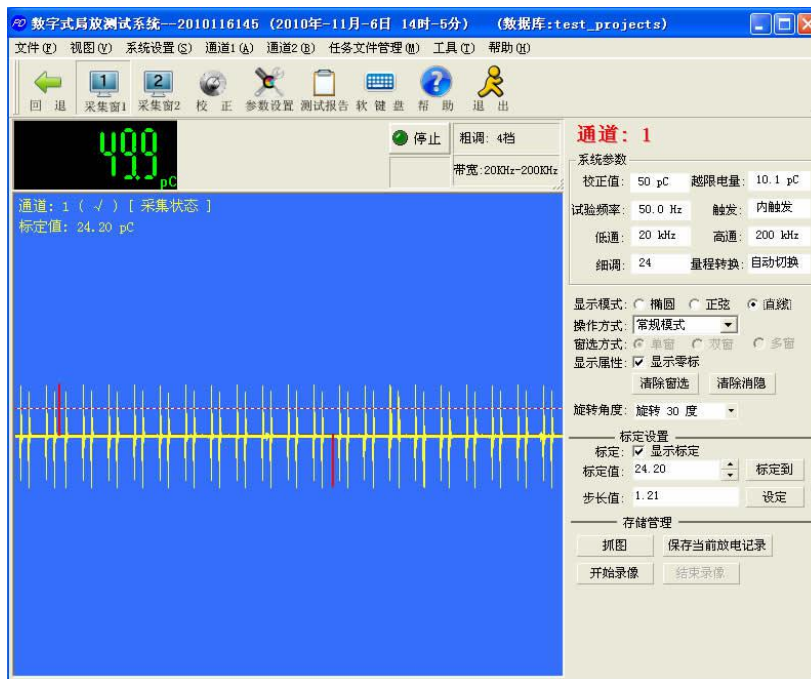 数字式局放测试系统--2010116145 (2010年-11月-6日 14时-5分) (数据库:test_projects)
文件(F) 视图(V) 系统设置(S) 通道1(A) 通道2(B) 任务文件管理(M) 工具(T) 帮助(H)
1 2 ?
回 退 采集窗1 采集窗2 校 正 参数设置 测试报告 软 键 盘 帮 助 退 出
49.9 pC
停止
粗调: 4档
带宽:20KHz-200KHz
通道: 1 ( √ ) [ 采集状态 ]
标定值: 24.20 pC
通道: 1
系统参数
校正值: 50 pC 越限电量: 10.1 pC
试验频率: 50.0 Hz 触发: 内触发
低通: 20 kHz 高通: 200 kHz
细调: 24 量程转换: 自动切换
显示模式: 椭圆 正弦 直线
操作方式: 常规模式
窗选方式: 单窗 双窗 多窗
显示属性: 显示零标
清除窗选 清除消隐
旋转角度: 旋转 30 度
标定设置
标定: 显示标定
标定值: 24.20 标定到
步长值: 1.21 设定
存储管理
抓图 保存当前放电记录
开始录像 结束录像